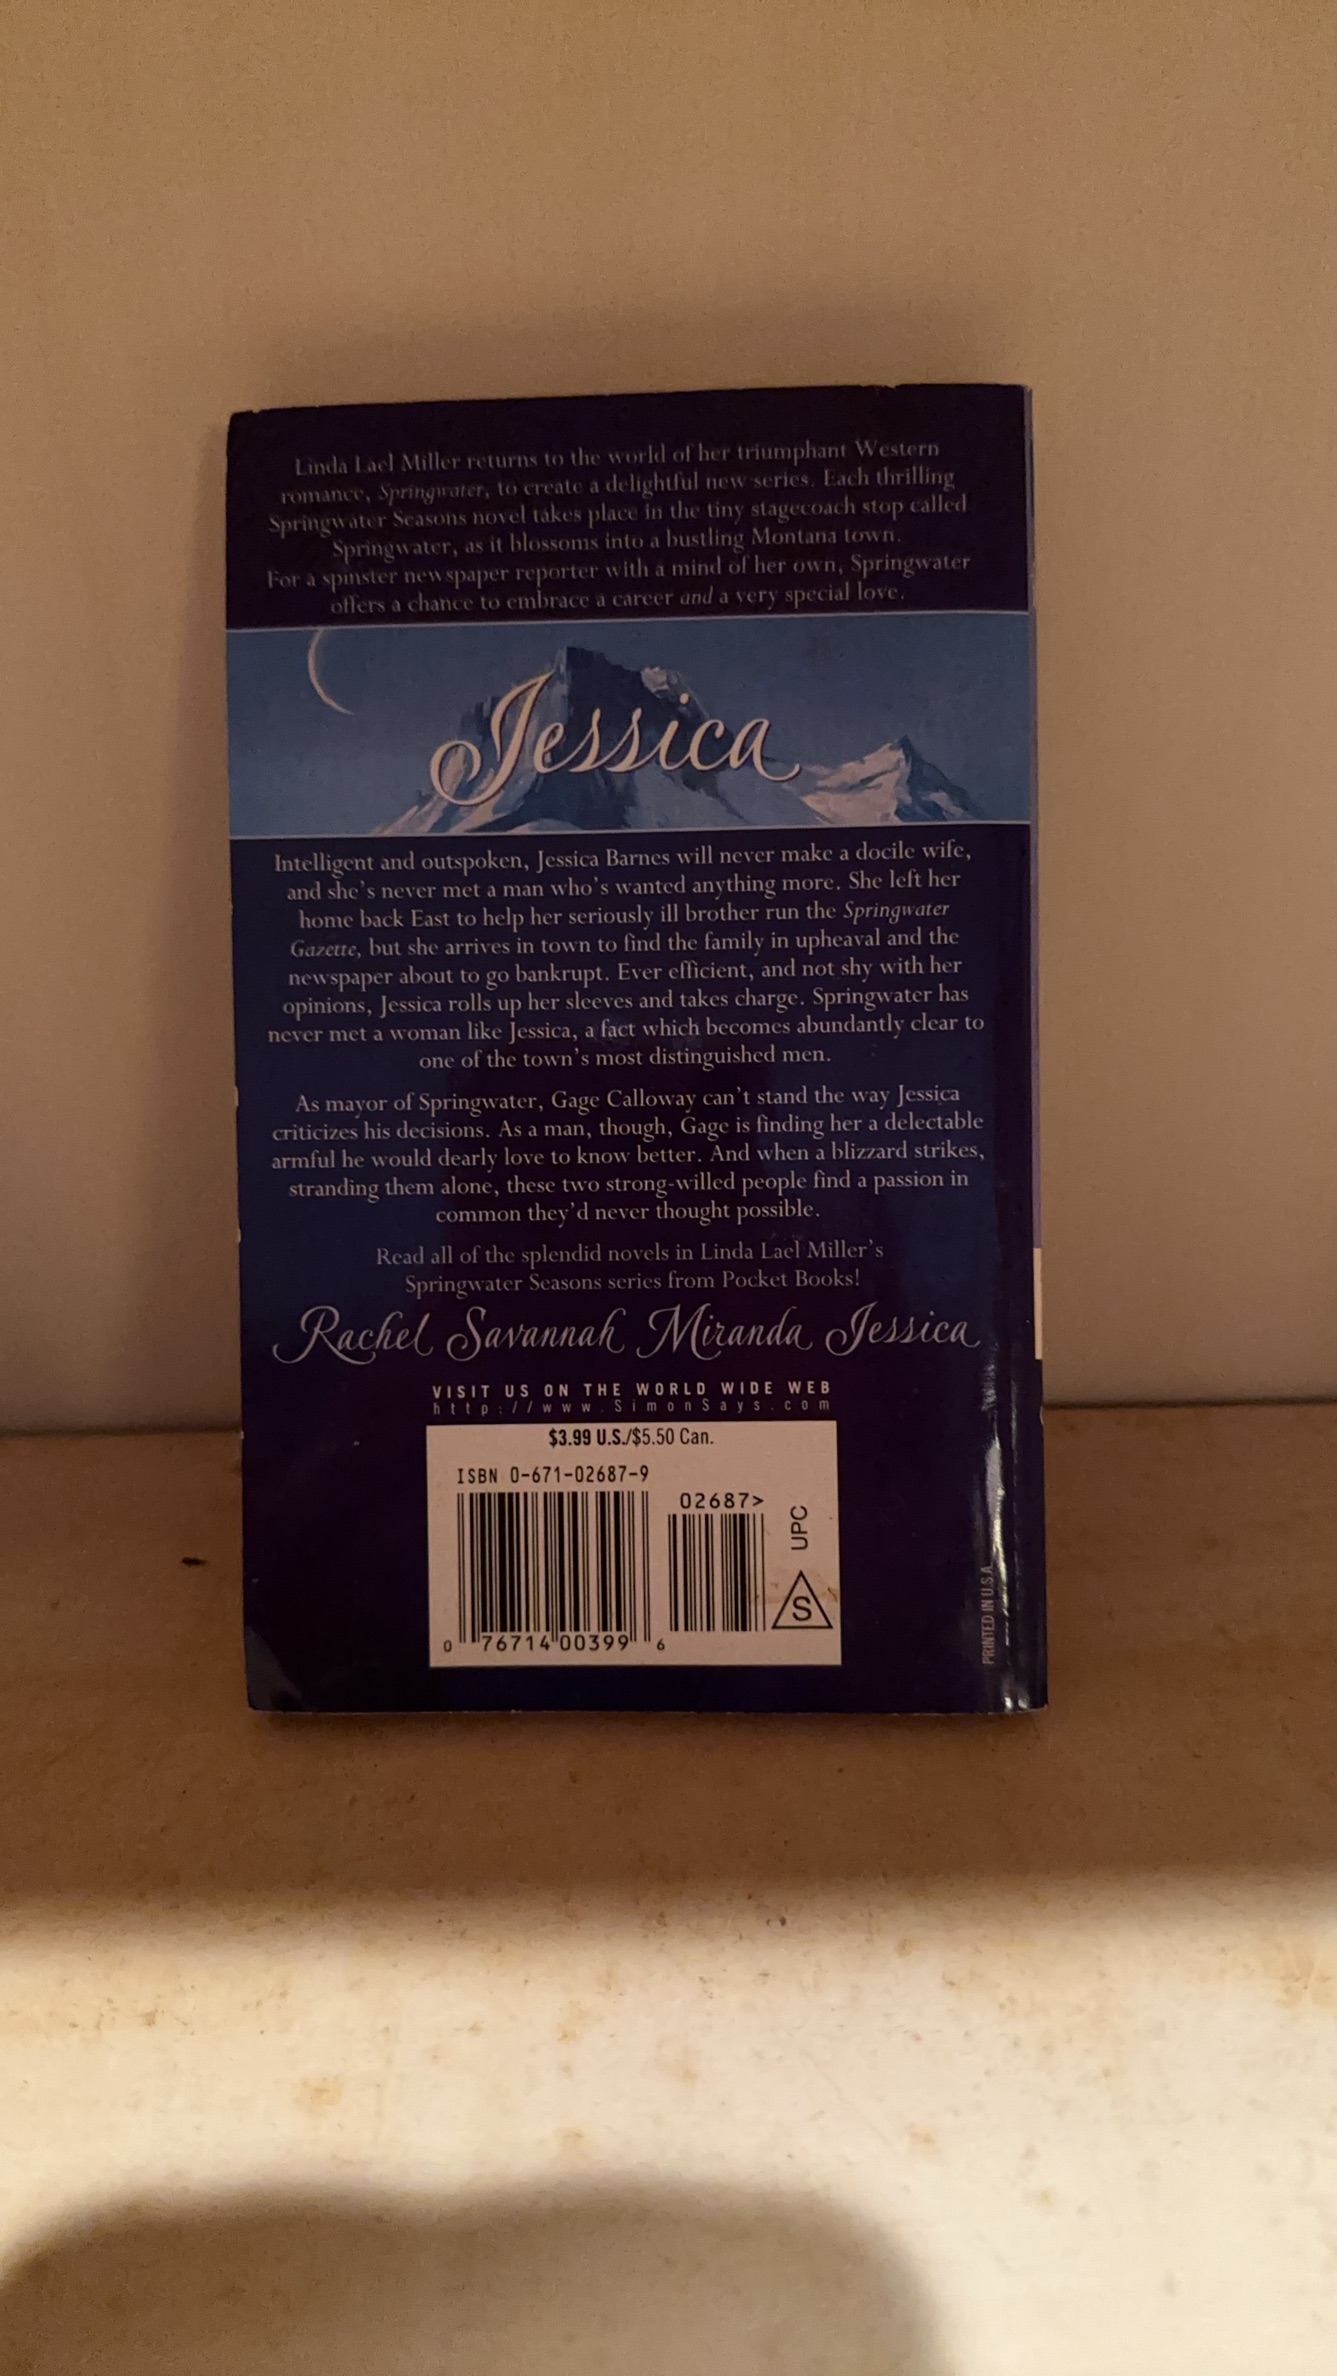 Linda Lael Miller returns to the world of her triumphant Western
romance, Springwater, to create a delightful new series. Each thrilling
Springwater Seasons novel takes place in the tiny stagecoach stop called
Springwater, as it blossoms into a bustling Montana town.
For a spinster newspaper reporter with a mind of her own, Springwater
offers a chance to embrace a career and a very special love.
Jessica
Intelligent and outspoken, Jessica Barnes will never make a docile wife,
and she's never met a man who's wanted anything more. She left her
home back East to help her seriously ill brother run the Springwater
Gazette, but she arrives in town to find the family in upheaval and the
newspaper about to go bankrupt. Ever efficient, and not shy with her
opinions, Jessica rolls up her sleeves and takes charge. Springwater has
never met a woman like Jessica, a fact which becomes abundantly clear to
one of the town's most distinguished men.
As mayor of Springwater, Gage Calloway can't stand the way Jessica
criticizes his decisions. As a man, though, Gage is finding her a delectable
armful he would dearly love to know better. And when a blizzard strikes,
stranding them alone, these two strong-willed people find a passion in
common they'd never thought possible.
Read all of the splendid novels in Linda Lael Miller's
Springwater Seasons series from Pocket Books!
Rachel Savannah Miranda Jessica
VISIT US ON THE WORLD WIDE WEB
http://www.SimonSays.com
$3.99 U.S./$5.50 Can.
ISBN 0-671-02687-9
02687>
UPC
S
0 76714 00399 6
PRINTED IN U.S.A.